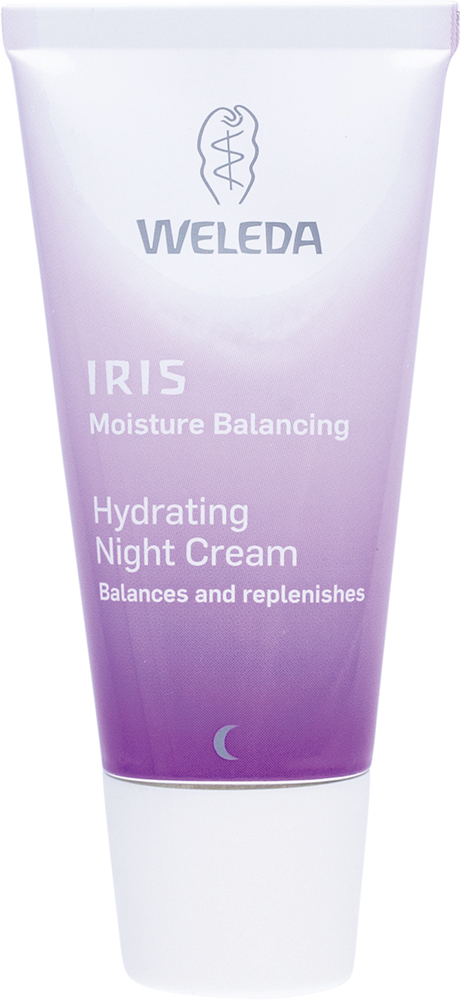 WELEDA
IRIS
Moisture Balancing
Hydrating
Night Cream
Balances and replenishes